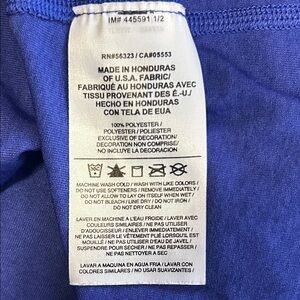 IM# 445591 1/2
RN#56323 / CA#05553
MADE IN HONDURAS
OF U.S.A. FABRIC/
FABRIQUÉ AU HONDURAS AVEC
TISSU PROVENANT DES É.-U./
HECHO EN HONDURAS
CON TELA DE EUA
100% POLYESTER/
POLYESTER / POLIÉSTER
EXCLUSIVE OF DECORATION/
DÉCORATION NON COMPRISE/
NO INCLUYE LA DECORACIÓN
MACHINE WASH COLD / WASH WITH LIKE COLORS /
DO NOT USE SOFTENERS / REMOVE IMMEDIATELY /
DO NOT ALLOW TO LAY ON ITSELF WHEN WET /
DO NOT BLEACH / LINE DRY / DO NOT IRON /
DO NOT DRY CLEAN
LAVER EN MACHINE À L'EAU FROIDE / LAVER AVEC
COULEURS SIMILAIRES / NE PAS UTILISER
D'ADOUCISSEUR / ENLEVER IMMÉDIATEMENT /
NE PAS LAISSER LE VÊTEMENT PLIÉ LORSQU'IL EST
MOUILLÉ / NE PAS UTILISER D'EAU DE JAVEL /
SUSPENDRE POUR SÉCHER / NE PAS REPASSER /
NE PAS NETTOYER À SEC
LAVAR A MAQUINA EN AGUA FRIA / LAVAR CON
COLORES SIMILARES / NO USAR SUAVIZANTES /